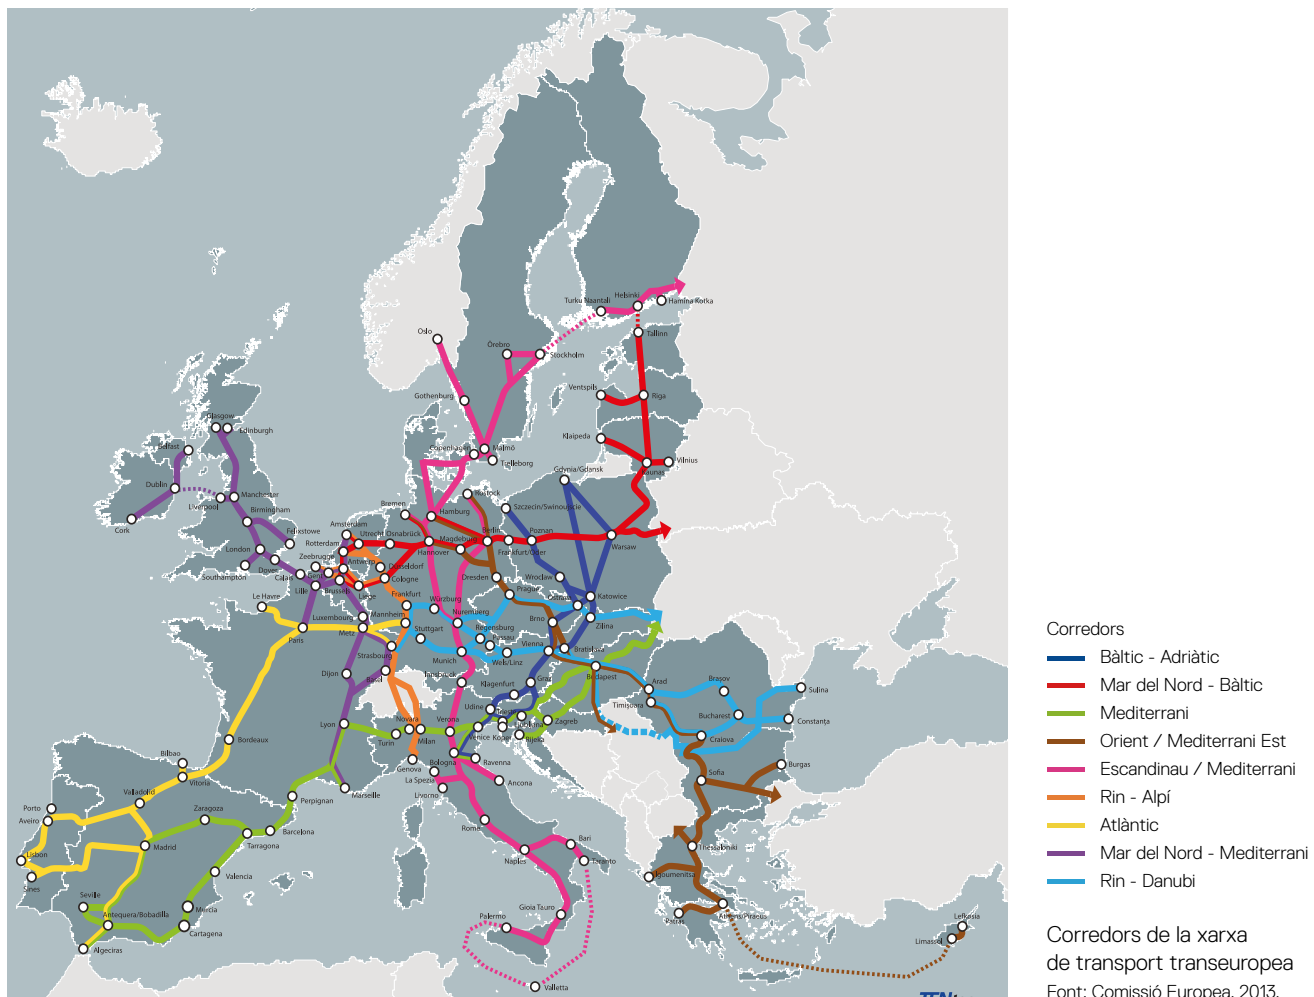 Helsinki
Hamina Kotka
Turku Naantali
Tallinn
Oslo
Örebro
Stockholm
Ventspils
Riga
Gothenburg
Klaipeda
Glasgow
Edinburgh
Copenhagen
Malmö
Trelleborg
Vilnius
Kaunas
Belfast
Gdynia/Gdansk
Dublin
Manchester
Liverpool
Rostock
Bremen
Hamburg
Szczecin/Swinoujscie
Birmingham
Cork
Felixstowe
Amsterdam
Utrecht
Osnabrück
Magdeburg
Berlin
Poznan
Warsaw
Rotterdam
Hannover
Frankfurt/Oder
London
Zeebrugge
Antwerp
Düsseldorf
Dover
Southampton
Calais
Cologne
Dresden
Wroclaw
Lille
Brussels
Liege
Prague
Katowice
Le Havre
Frankfurt
Würzburg
Ostrava
Luxembourg
Mannheim
Nuremberg
Brno
Zilina
Paris
Metz
Stuttgart
Regensburg
Passau
Strasbourg
Munich
Wels/Linz
Vienna
Bratislava
Dijon
Basel
Innsbruck
Klagenfurt
Graz
Budapest
Arad
Braşov
Sulina
Udine
Timişoara
Bucharest
Constanţa
Lyon
Novara
Verona
Zagreb
Turin
Milan
Venice
Koper
Rijeka
Craiova
Bordeaux
Genova
Bologna
Ravenna
Bilbao
Vitoria
La Spezia
Ancona
Sofia
Burgas
Marseille
Livorno
Valladolid
Perpignan
Porto
Aveiro
Zaragoza
Barcelona
Rome
Madrid
Tarragona
Bari
Thessaloniki
Lisbon
Naples
Taranto
Igoumenitsa
Sines
Valencia
Seville
Murcia
Gioia Tauro
Patras
Athens/Piraeus
Antequera/Bobadilla
Palermo
Lefkosia
Cartagena
Limassol
Algeciras
Valletta
Corredors
Bàltic - Adriàtic
Mar del Nord - Bàltic
Mediterrani
Orient / Mediterrani Est
Escandinau / Mediterrani
Rin - Alpí
Atlàntic
Mar del Nord - Mediterrani
Rin - Danubi
Corredors de la xarxa
de transport transeuropea
Font: Comissió Europea, 2013.